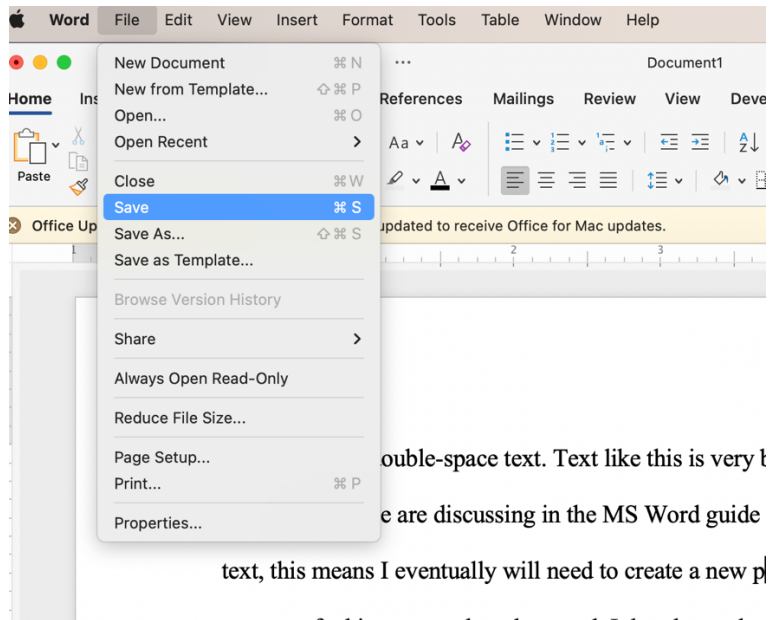 Word File Edit View Insert Format Tools Table Window Help
Document1
Home Ins References Mailings Review View Deve
Paste
Aa
Office Up updated to receive Office for Mac updates.
1 2 3
New Document ⌘ N
New from Template... ⇧ ⌘ P
Open... ⌘ O
Open Recent
Close ⌘ W
Save ⌘ S
Save As... ⇧ ⌘ S
Save as Template...
Browse Version History
Share
Always Open Read-Only
Reduce File Size...
Page Setup...
Print... ⌘ P
Properties...
ouble-space text. Text like this is very b
e are discussing in the MS Word guide
text, this means I eventually will need to create a new p